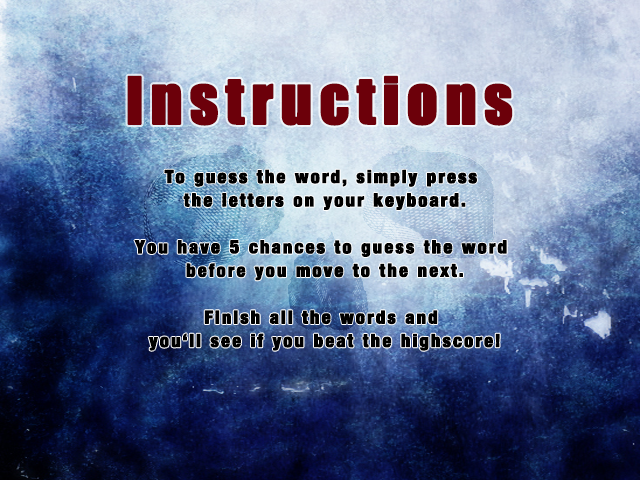 Instructions
To guess the word, simply press
the letters on your keyboard.
You have 5 chances to guess the word
before you move to the next.
Finish all the words and
you‘ll see if you beat the highscore!